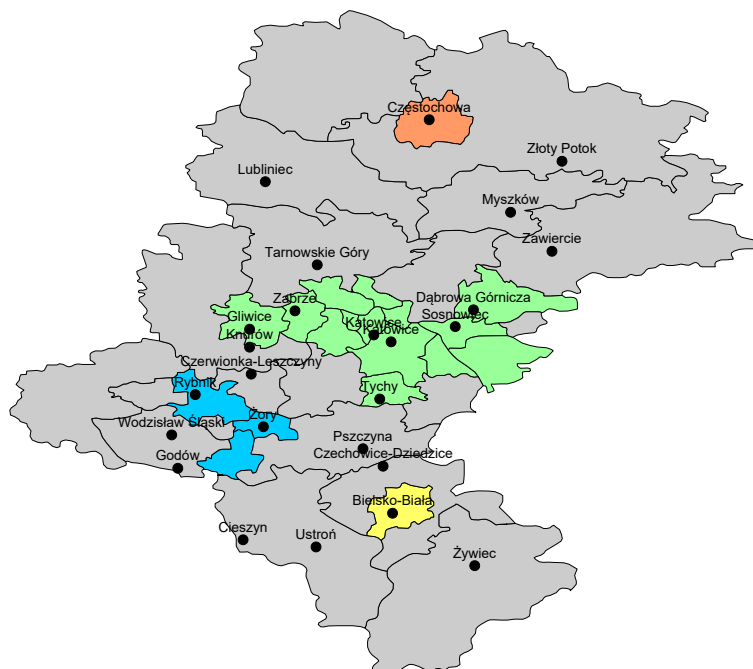 Częstochowa
Złoty Potok
Lubliniec
Myszków
Zawiercie
Tarnowskie Góry
Dąbrowa Górnicza
Zabrze
Gliwice
Katowice
Sosnowiec
Katowice
Knurów
Czerwionka-Leszczyny
Rybnik
Tychy
Żory
Wodzisław Śląski
Pszczyna
Czechowice-Dziedzice
Godów
Bielsko-Biała
Cieszyn
Ustroń
Żywiec